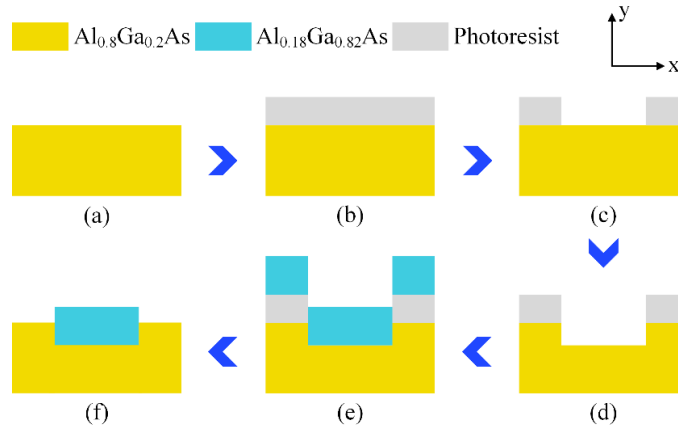 Al₀.₈Ga₀.₂As Al₀.₁₈Ga₀.₈₂As Photoresist
y
x
(a) (b) (c)
(f) (e) (d)